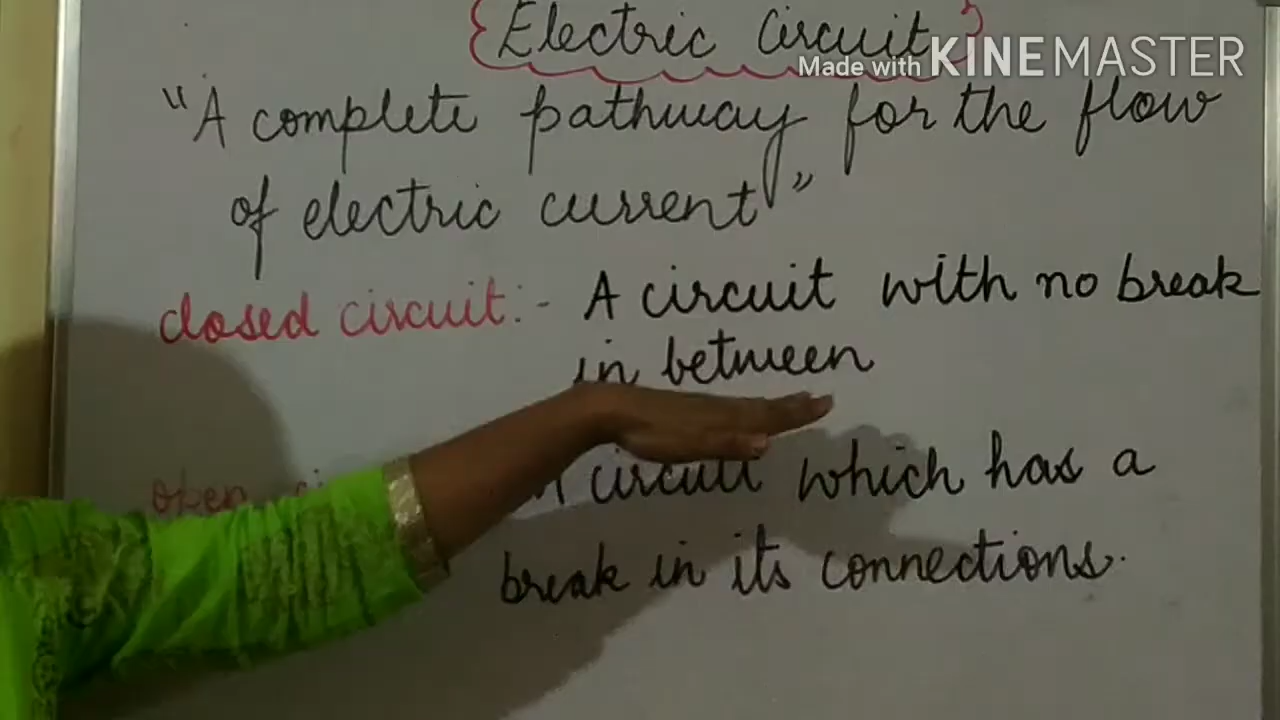 {Electric Circuit}
Made with KINEMASTER
"A complete pathway for the flow
of electric current"
closed circuit:- A circuit with no break
in between
open A circuit which has a
break in its connections.